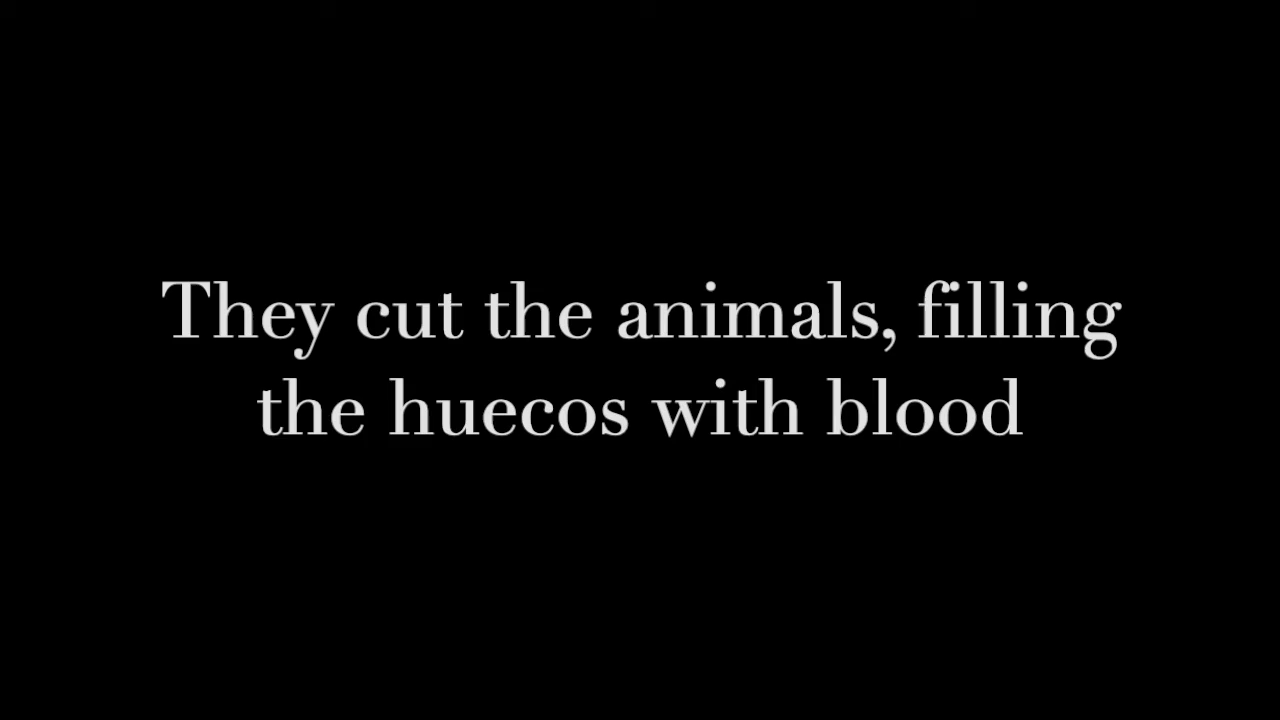 They cut the animals, filling
the huecos with blood